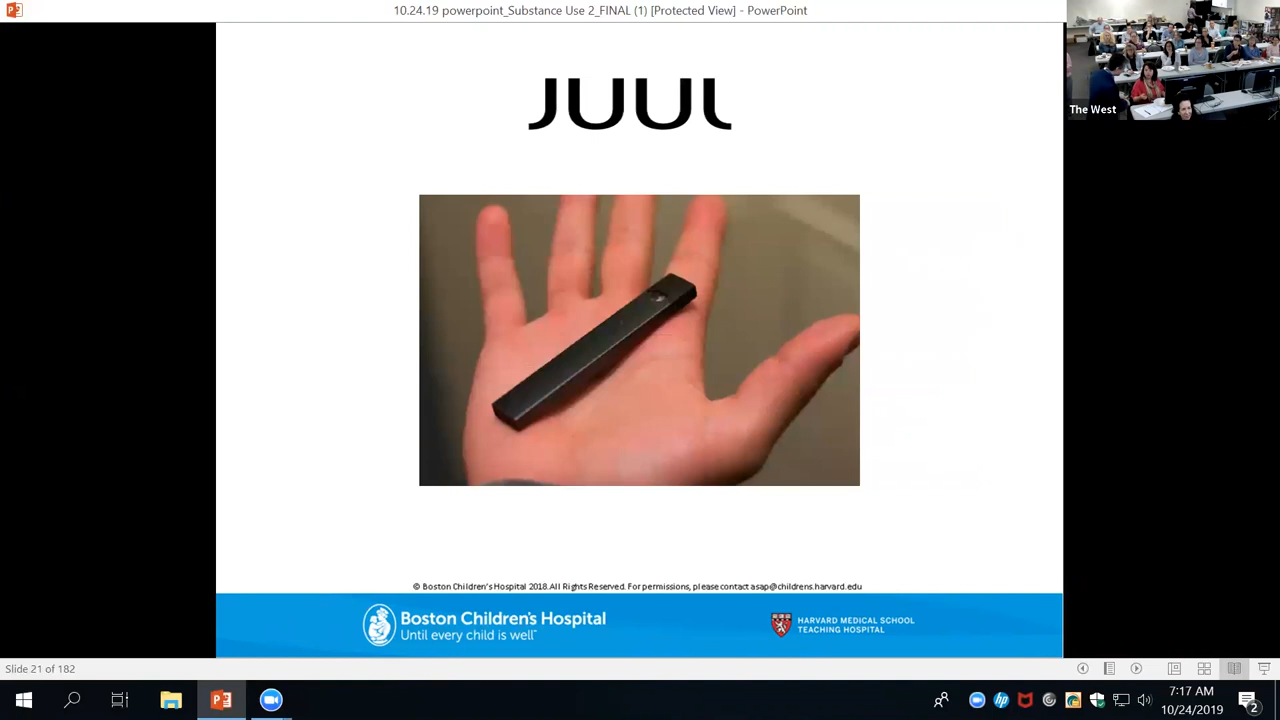 10.24.19 powerpoint_Substance Use 2_FINAL (1) [Protected View] - PowerPoint
The West
JUUL
© Boston Children's Hospital 2018. All Rights Reserved. For permissions, please contact asap@childrens.harvard.edu
Boston Children's Hospital
Until every child is well™
HARVARD MEDICAL SCHOOL
TEACHING HOSPITAL
Slide 21 of 182
7:17 AM
10/24/2019
2